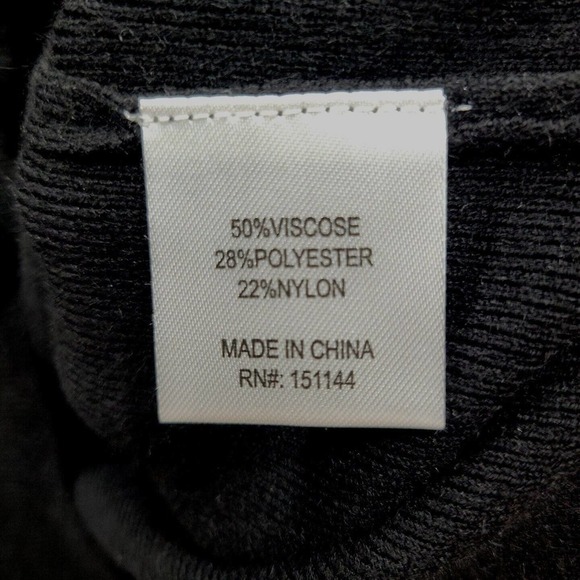 50%VISCOSE
28%POLYESTER
22%NYLON
MADE IN CHINA
RN#: 151144